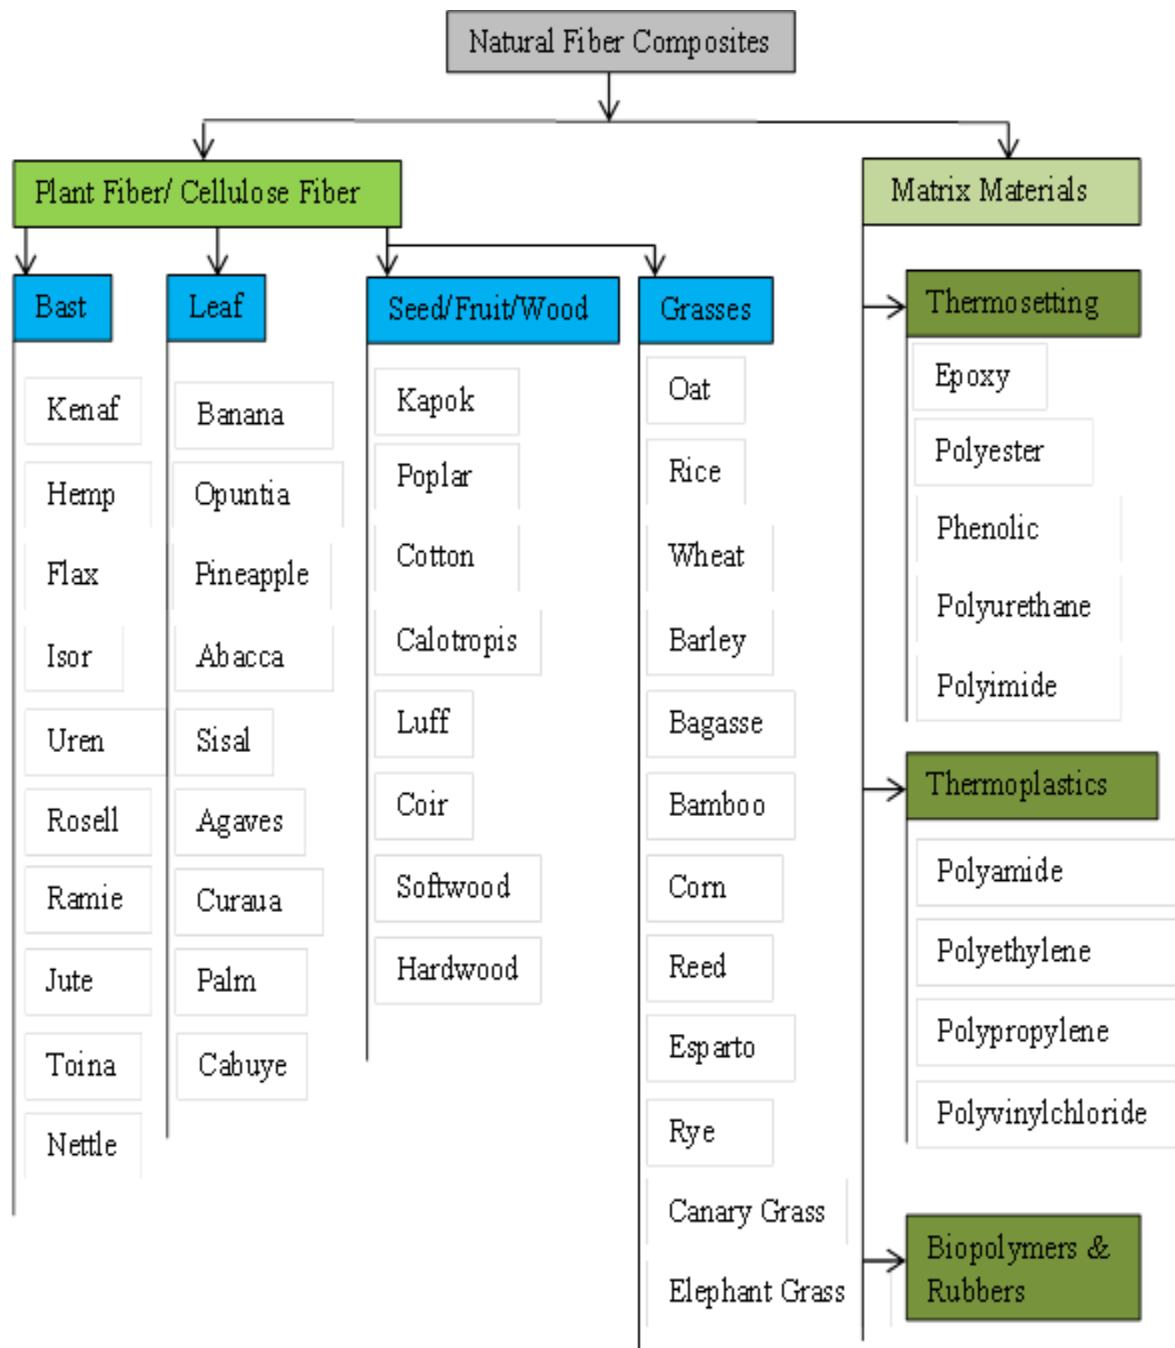 Natural Fiber Composites
Plant Fiber/ Cellulose Fiber
Bast
Kenaf
Hemp
Flax
Isor
Uren
Rosell
Ramie
Jute
Toina
Nettle
Leaf
Banana
Opuntia
Pineapple
Abacca
Sisal
Agaves
Curaua
Palm
Cabuye
Seed/Fruit/Wood
Kapok
Poplar
Cotton
Calotropis
Luff
Coir
Softwood
Hardwood
Grasses
Oat
Rice
Wheat
Barley
Bagasse
Bamboo
Corn
Reed
Esparto
Rye
Canary Grass
Elephant Grass
Matrix Materials
Thermosetting
Epoxy
Polyester
Phenolic
Polyurethane
Polyimide
Thermoplastics
Polyamide
Polyethylene
Polypropylene
Polyvinylchloride
Biopolymers &
Rubbers